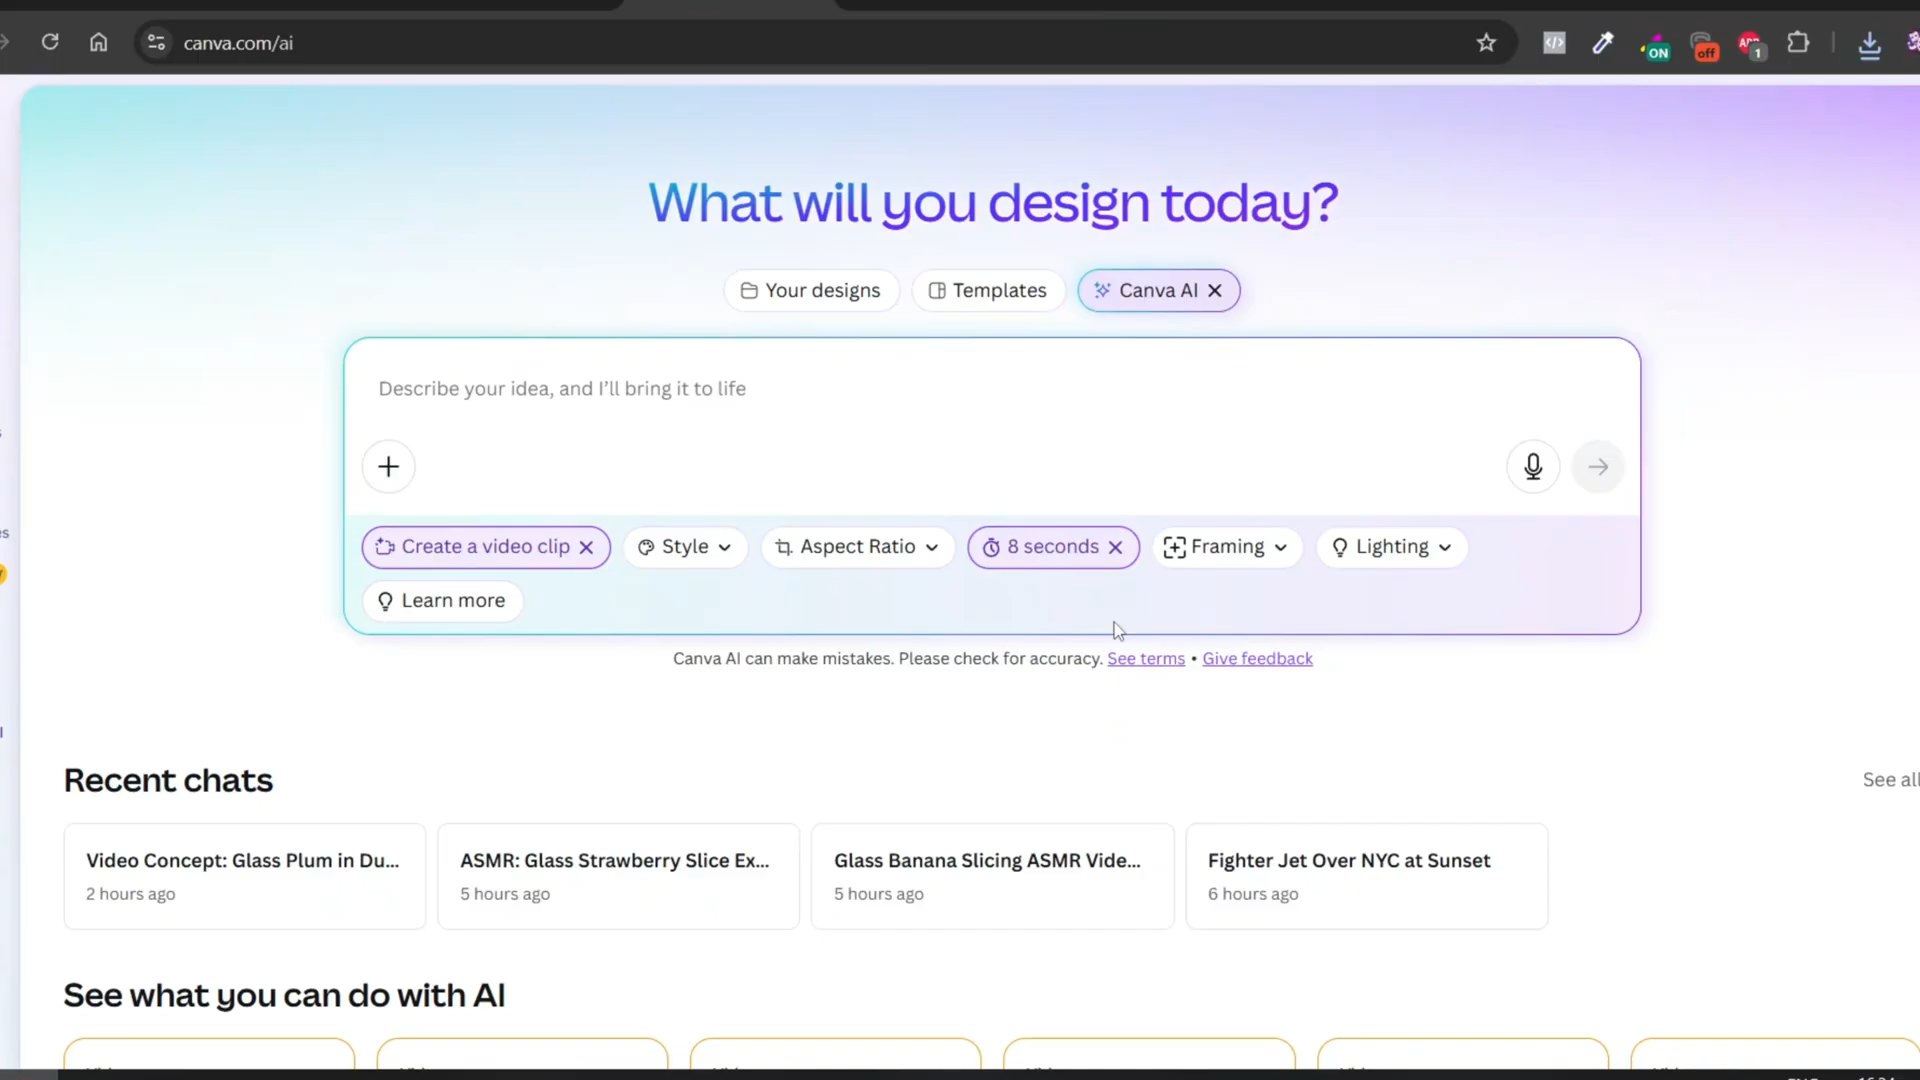 canva.com/ai
ON
off
1
What will you design today?
Your designs
Templates
Canva AI
Describe your idea, and I'll bring it to life
Create a video clip
Style
Aspect Ratio
8 seconds
Framing
Lighting
Learn more
Canva AI can make mistakes. Please check for accuracy. See terms • Give feedback
Recent chats
See all
Video Concept: Glass Plum in Du...
ASMR: Glass Strawberry Slice Ex...
Glass Banana Slicing ASMR Vide...
Fighter Jet Over NYC at Sunset
2 hours ago
5 hours ago
5 hours ago
6 hours ago
See what you can do with AI